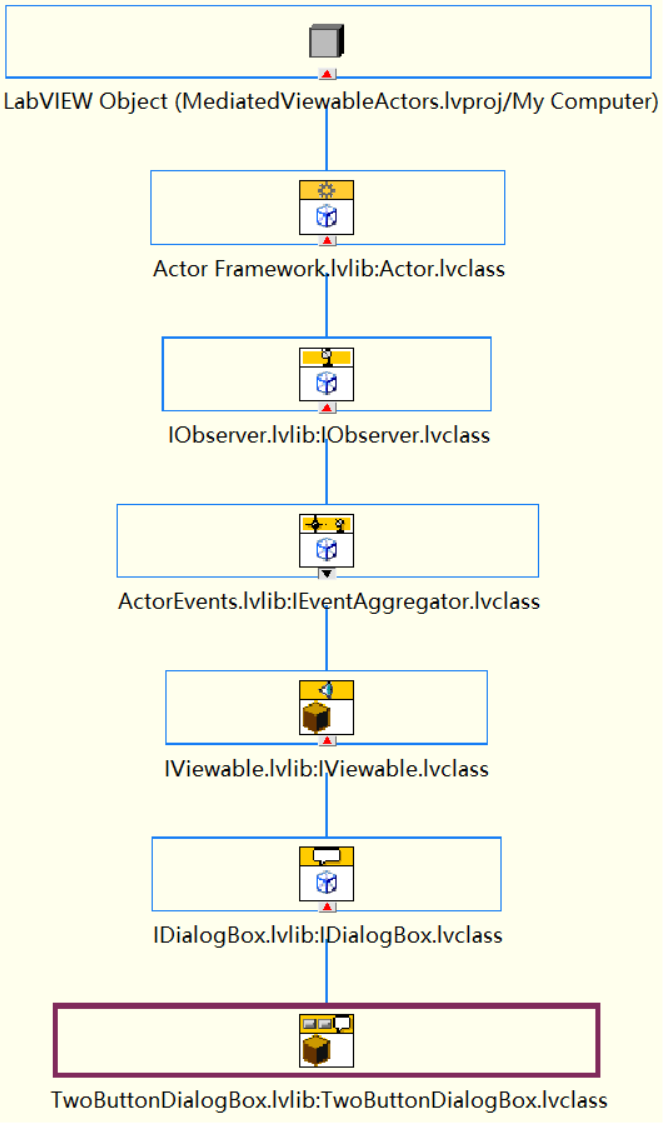 LabVIEW Object (MediatedViewableActors.lvproj/My Computer)
Actor Framework.lvlib:Actor.lvclass
IObserver.lvlib:IObserver.lvclass
ActorEvents.lvlib:IEventAggregator.lvclass
IViewable.lvlib:IViewable.lvclass
IDialogBox.lvlib:IDialogBox.lvclass
TwoButtonDialogBox.lvlib:TwoButtonDialogBox.lvclass